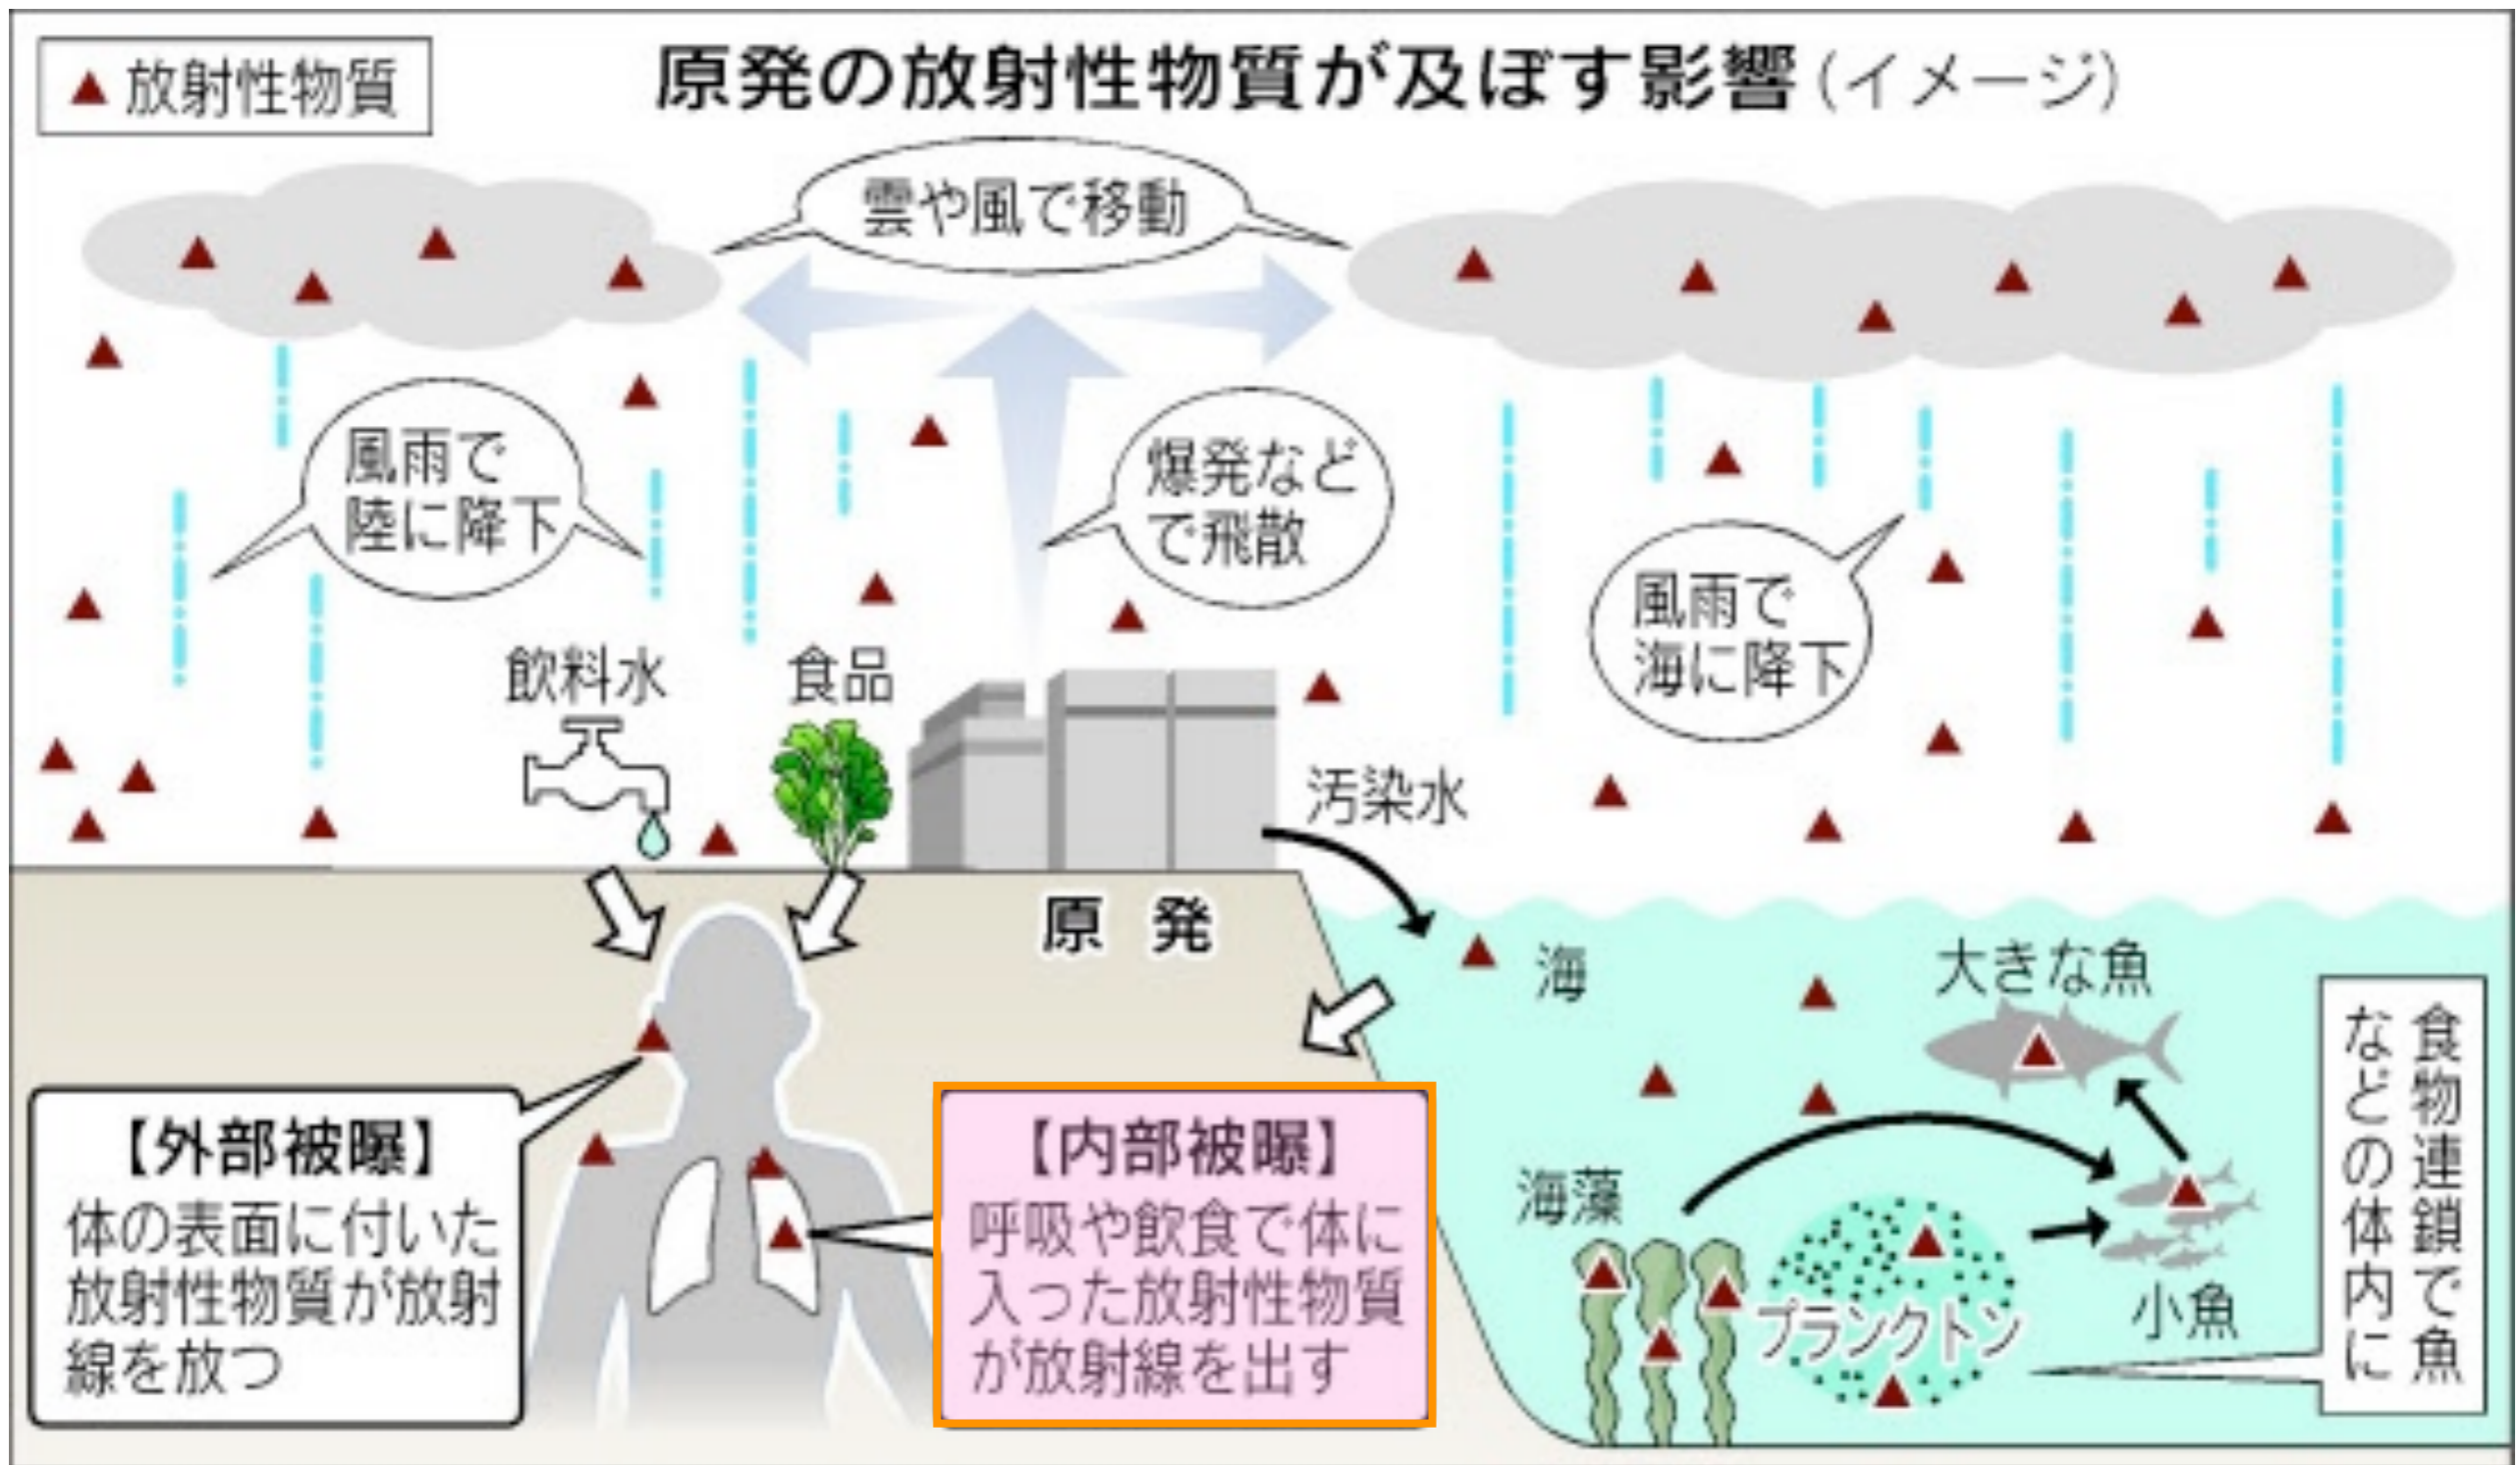 ▲放射性物質
原発の放射性物質が及ぼす影響(イメージ)
雲や風で移動
風雨で
陸に降下
爆発など
で飛散
風雨で
海に降下
飲料水
食品
汚染水
原発
海
大きな魚
食物連鎖で魚
などの体内に
海藻
プランクトン
小魚
【外部被曝】
体の表面に付いた
放射性物質が放射
線を放つ
【内部被曝】
呼吸や飲食で体に
入った放射性物質
が放射線を出す